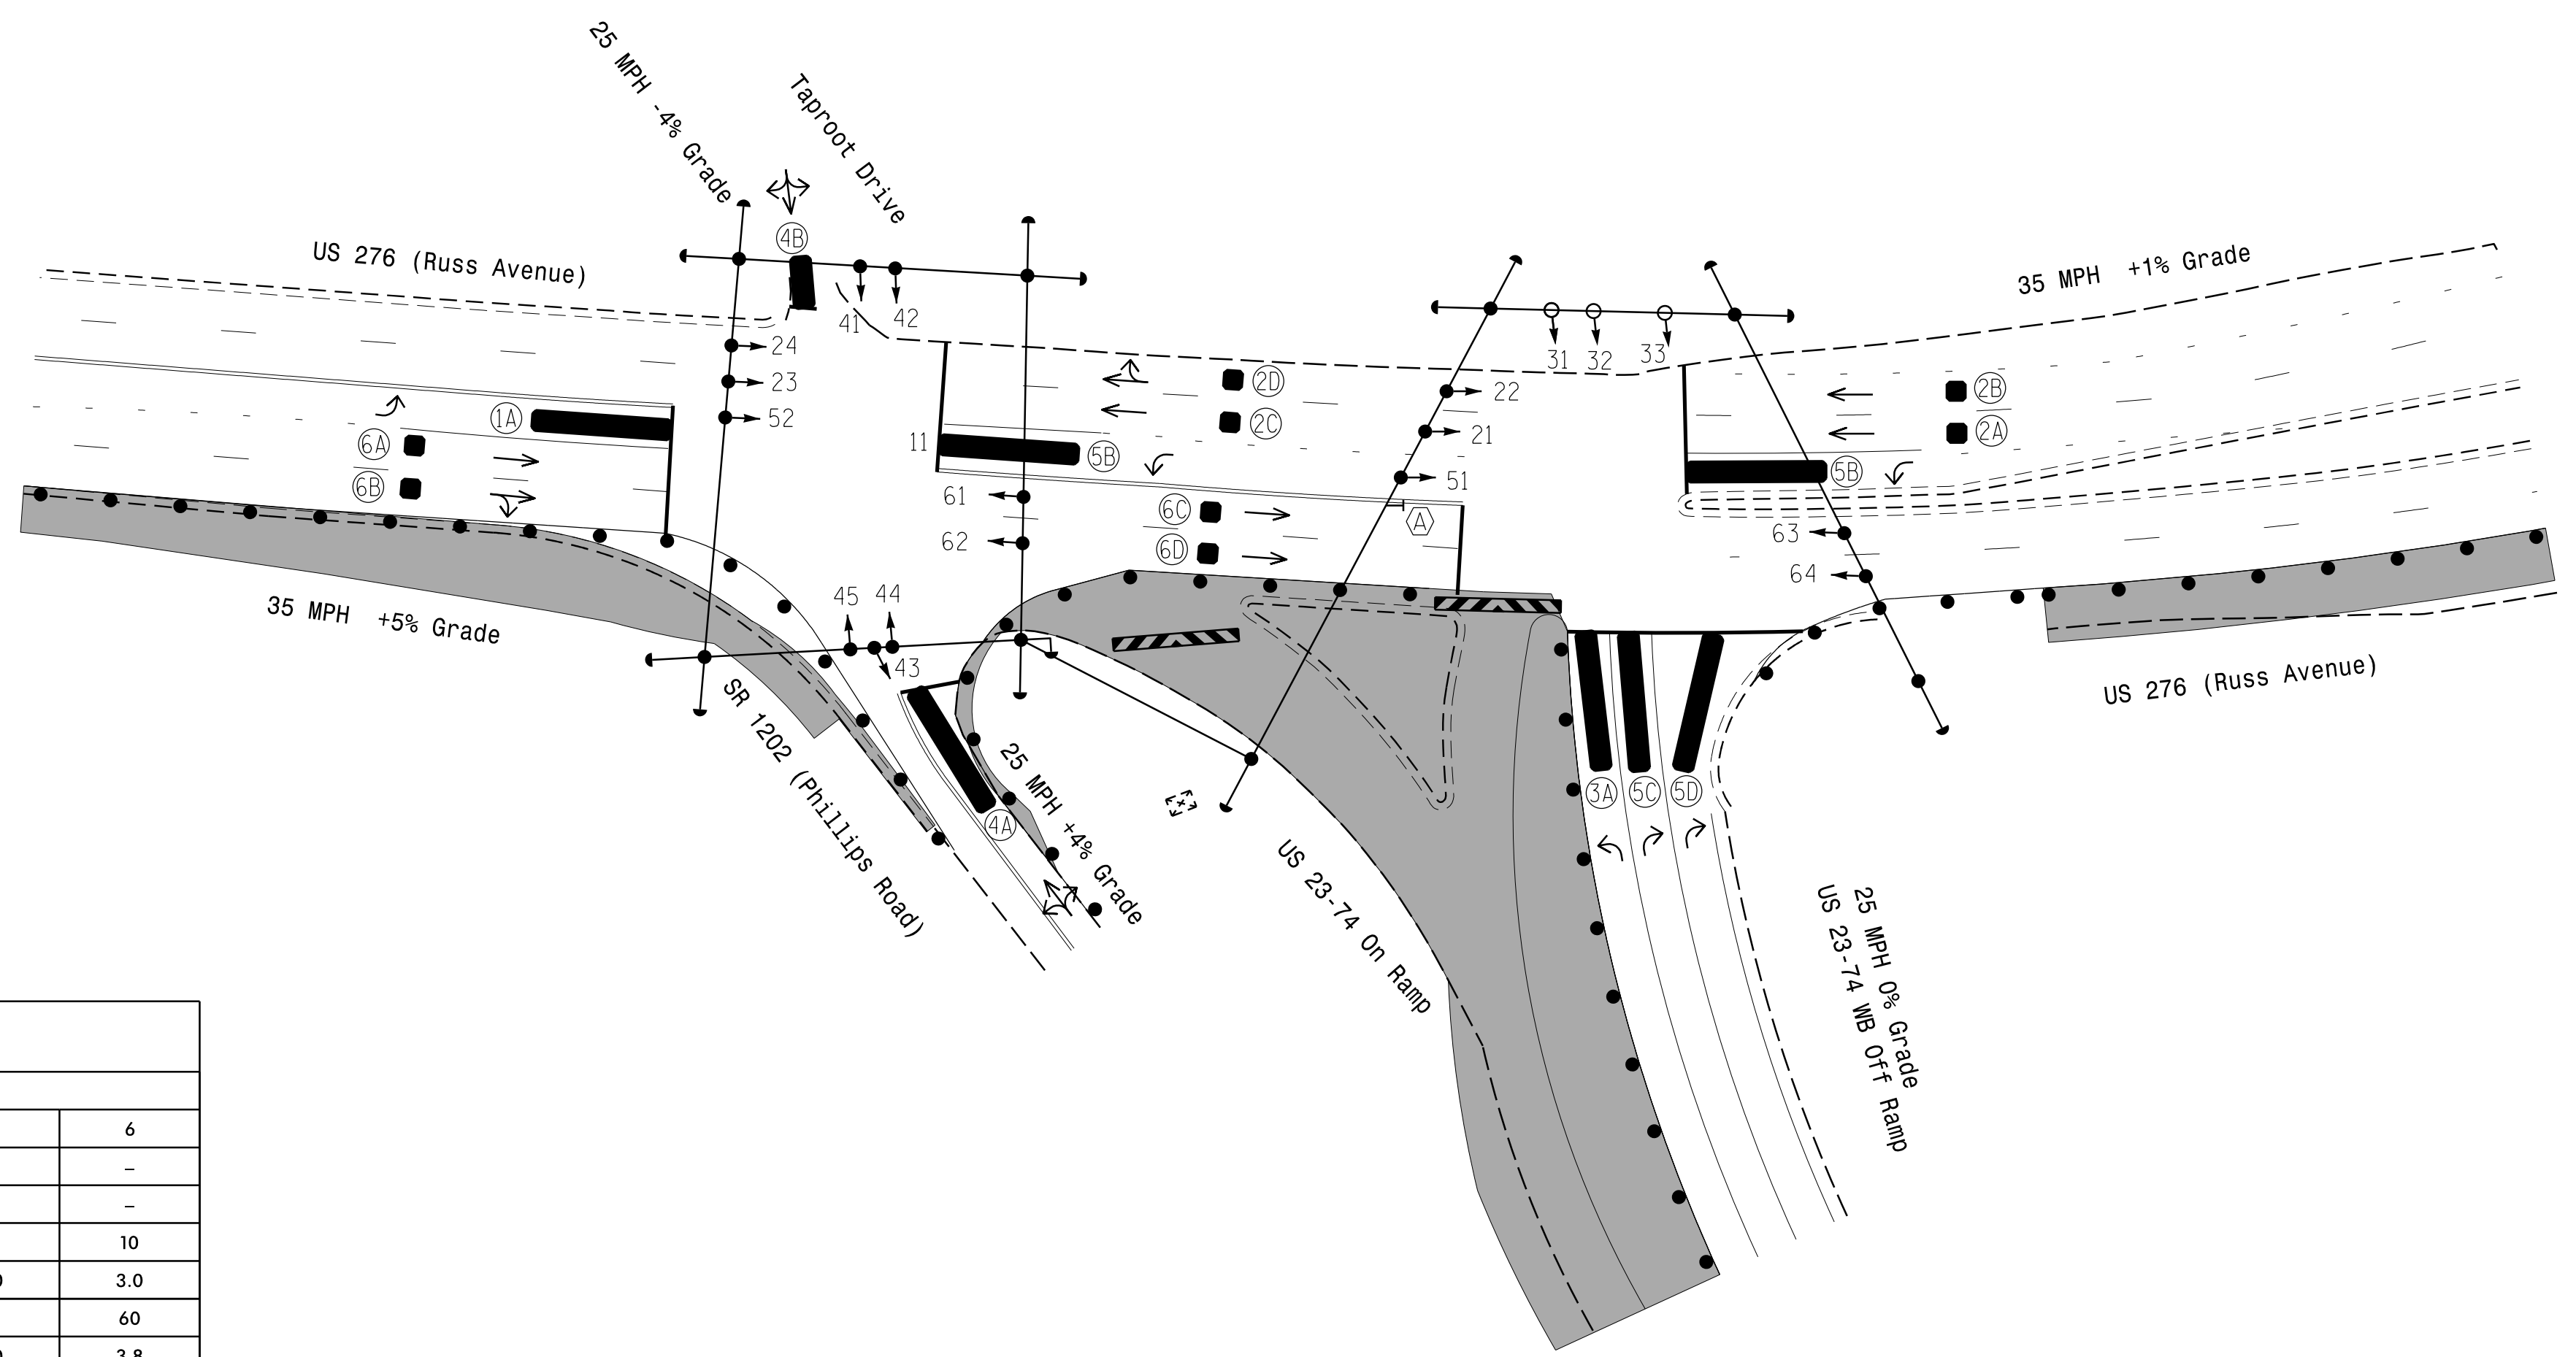 25 MPH -4% Grade
Taproot Drive
4B
US 276 (Russ Avenue)
35 MPH +1% Grade
41
42
24
23
52
31
32
33
22
21
51
2D
2C
2B
2A
1A
6A
6B
11
5B
5B
61
62
6C
6D
A
63
64
35 MPH +5% Grade
45
44
43
SR 1202 (Phillips Road)
4A
25 MPH +4% Grade
US 23-74 On Ramp
3A
5C
5D
US 276 (Russ Avenue)
25 MPH 0% Grade
US 23-74 WB Off Ramp
6
–
–
10
3.0
60
3.8